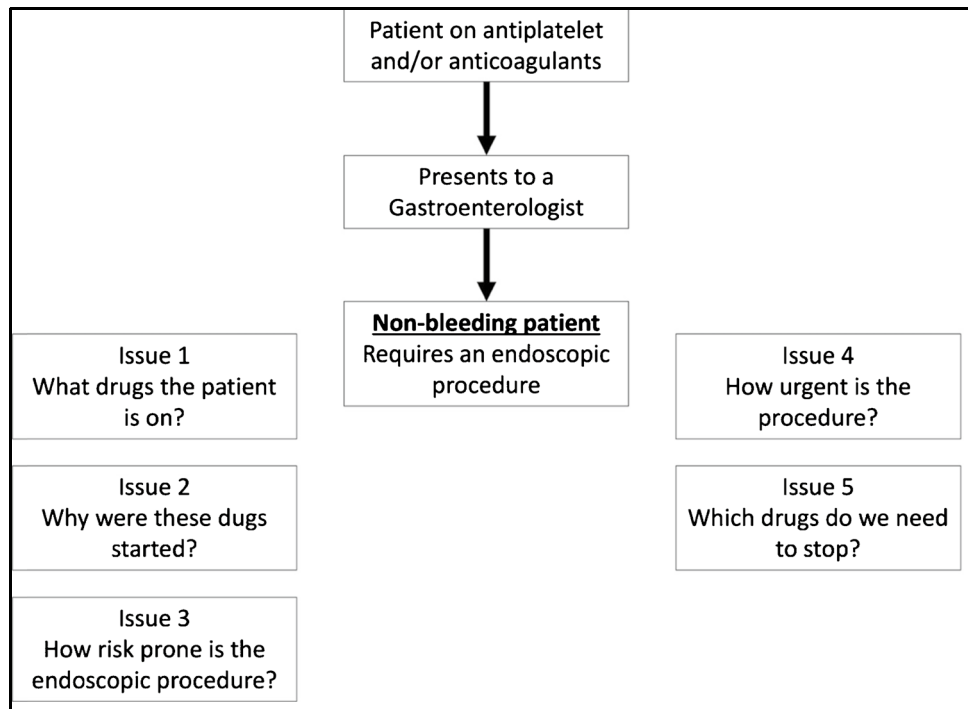 Patient on antiplatelet
and/or anticoagulants
Presents to a
Gastroenterologist
Non-bleeding patient
Requires an endoscopic
procedure
Issue 1
What drugs the patient
is on?
Issue 2
Why were these dugs
started?
Issue 3
How risk prone is the
endoscopic procedure?
Issue 4
How urgent is the
procedure?
Issue 5
Which drugs do we need
to stop?